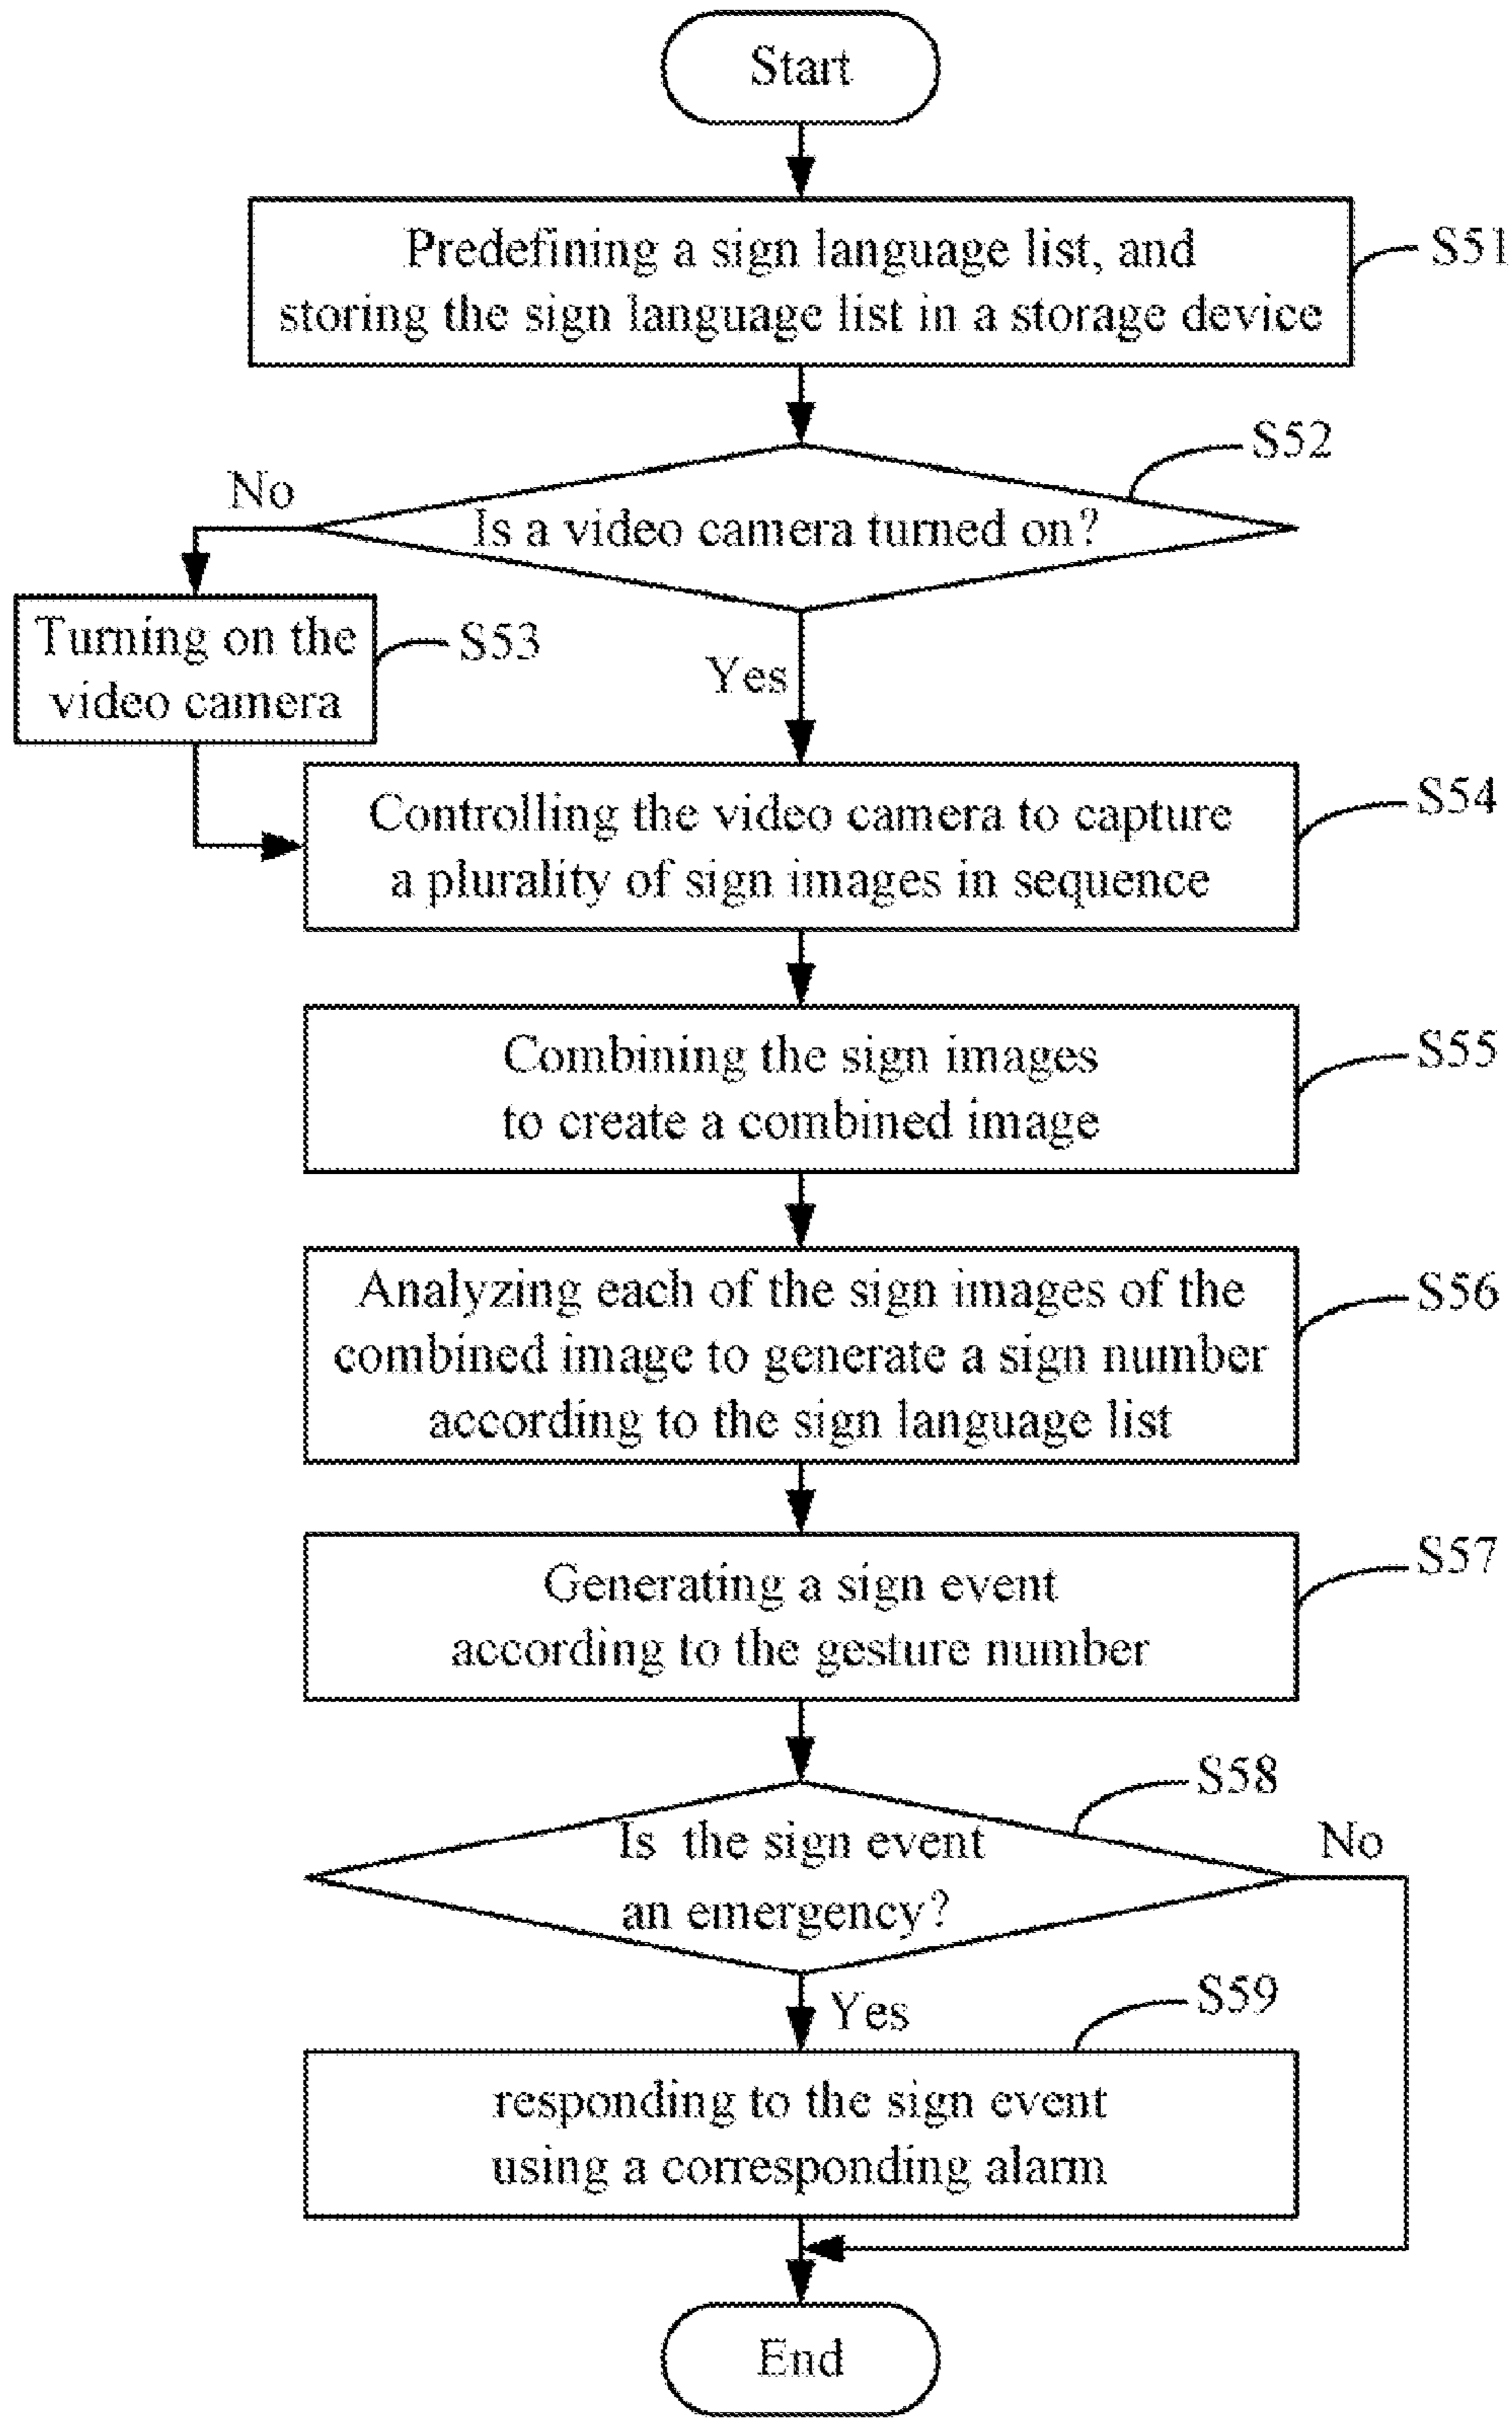 Start
Predefining a sign language list, and
storing the sign language list in a storage device
S51
S52
No
Is a video camera turned on?
Turning on the
video camera
S53
Yes
Controlling the video camera to capture
a plurality of sign images in sequence
S54
Combining the sign images
to create a combined image
S55
Analyzing each of the sign images of the
combined image to generate a sign number
according to the sign language list
S56
Generating a sign event
according to the gesture number
S57
S58
Is the sign event
an emergency?
No
Yes
S59
responding to the sign event
using a corresponding alarm
End